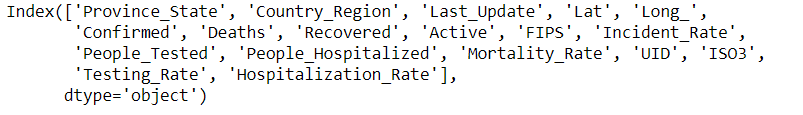 Index(['Province_State', 'Country_Region', 'Last_Update', 'Lat', 'Long_',
'Confirmed', 'Deaths', 'Recovered', 'Active', 'FIPS', 'Incident_Rate',
'People_Tested', 'People_Hospitalized', 'Mortality_Rate', 'UID', 'ISO3',
'Testing_Rate', 'Hospitalization_Rate'],
dtype='object')